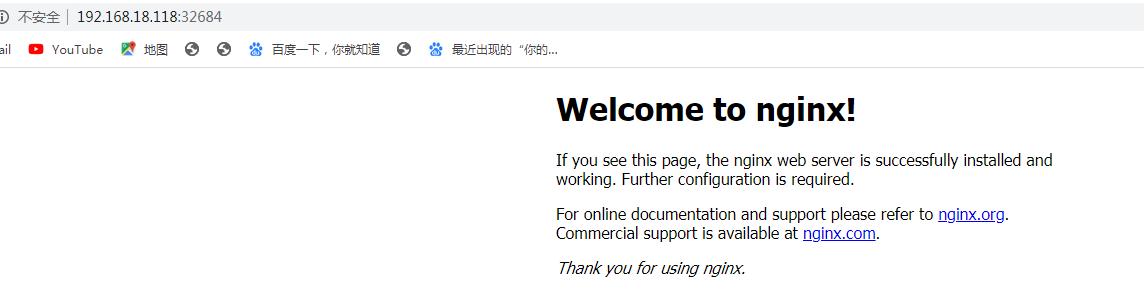 不安全 192.168.18.118:32684
ail YouTube 地图 百度一下，你就知道 最近出现的“你的...
Welcome to nginx!
If you see this page, the nginx web server is successfully installed and
working. Further configuration is required.
For online documentation and support please refer to nginx.org.
Commercial support is available at nginx.com.
Thank you for using nginx.